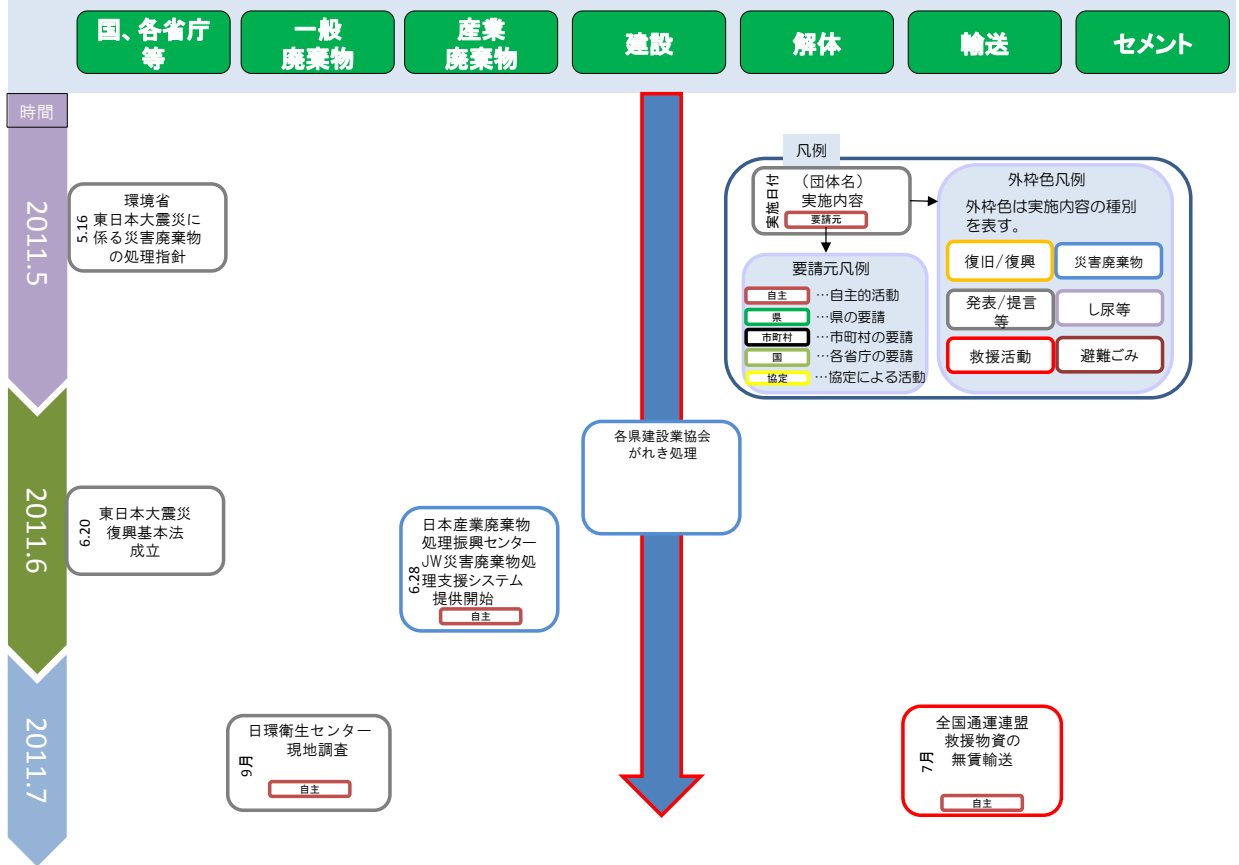 国、各省庁
等
一般
廃棄物
産業
廃棄物
建設
解体
輸送
セメント
時間
2011.5
2011.6
2011.7
凡例
実施日付
（団体名）
実施内容
要請元
要請元凡例
自主 …自主的活動
県 …県の要請
市町村 …市町村の要請
国 …各省庁の要請
協定 …協定による活動
外枠色凡例
外枠色は実施内容の種別
を表す。
復旧/復興
災害廃棄物
発表/提言
等
し尿等
救援活動
避難ごみ
5.16
環境省
東日本大震災に
係る災害廃棄物
の処理指針
各県建設業協会
がれき処理
6.20
東日本大震災
復興基本法
成立
6.28
日本産業廃棄物
処理振興センター
JW災害廃棄物処
理支援システム
提供開始
自主
9月
日環衛生センター
現地調査
自主
7月
全国通運連盟
救援物資の
無賃輸送
自主